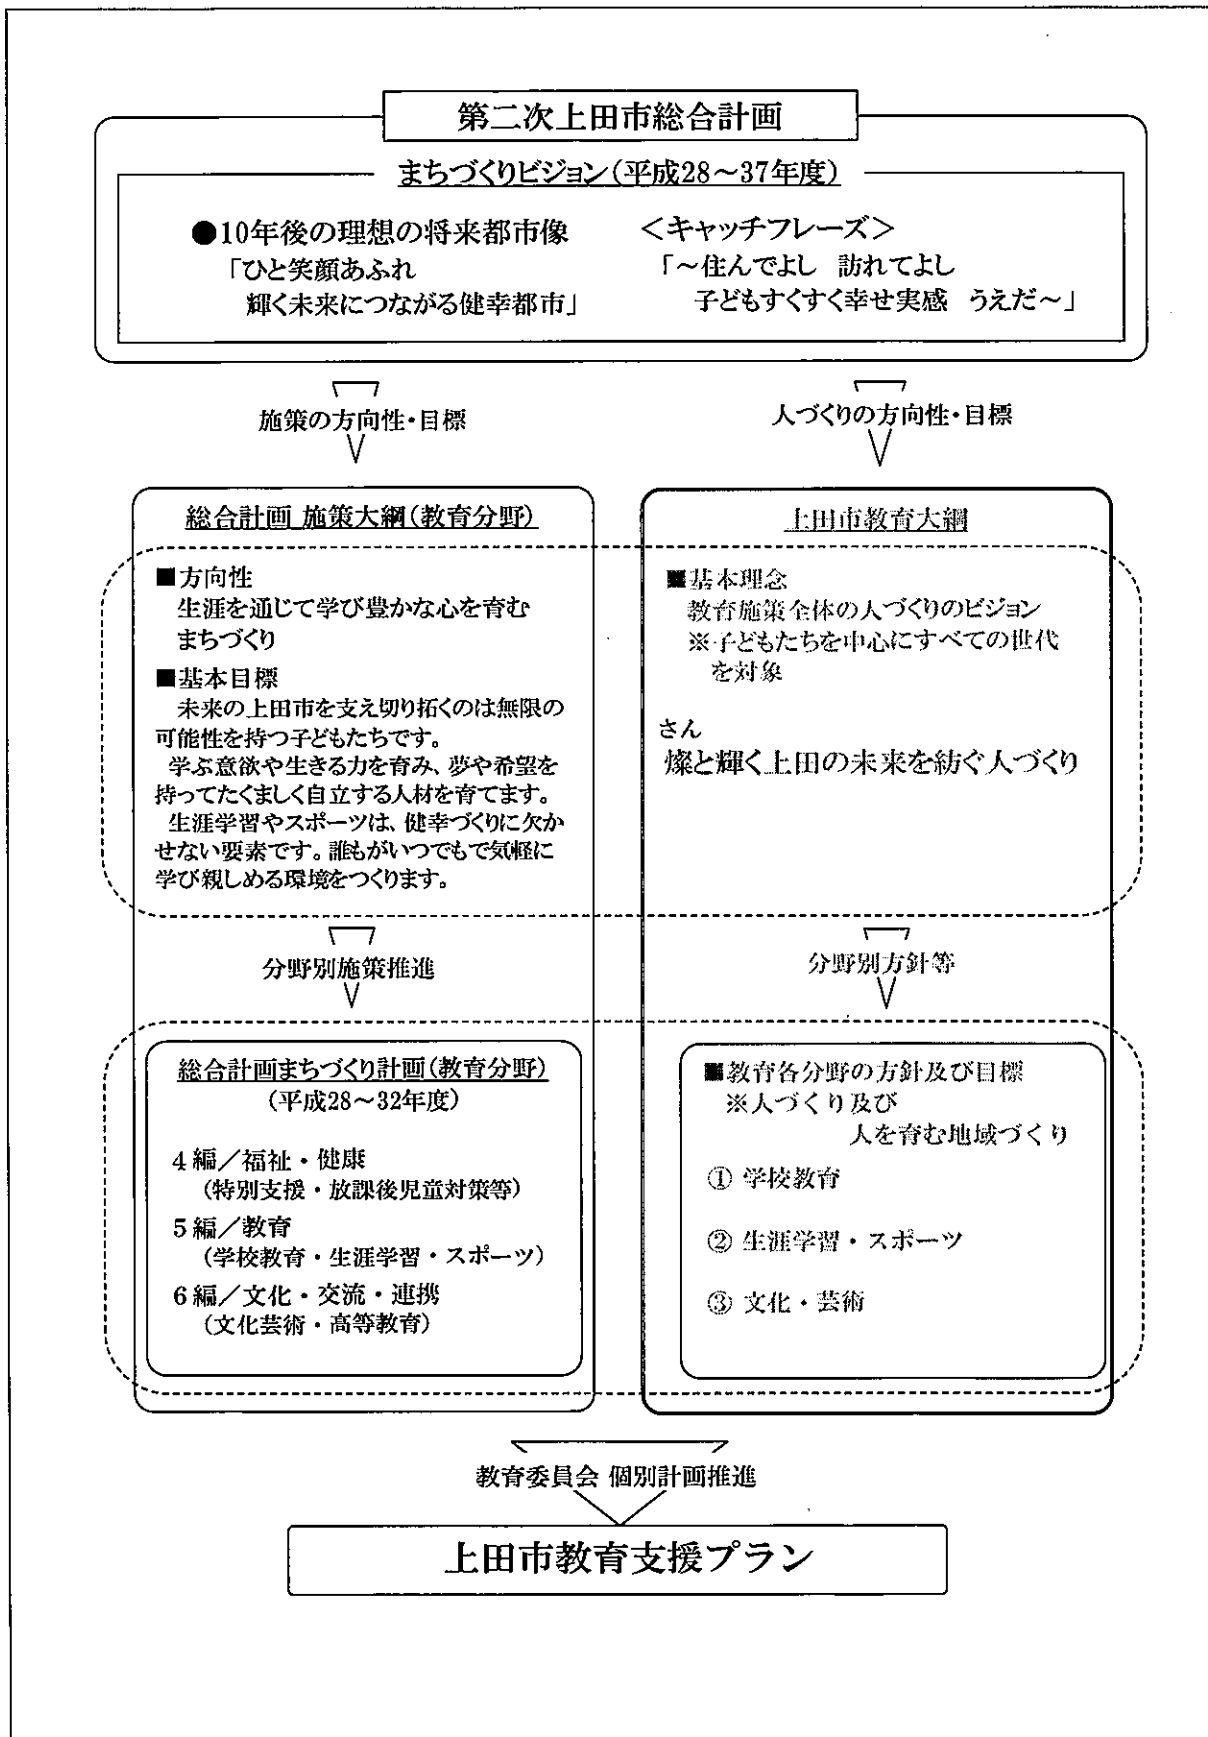 第二次上田市総合計画
まちづくりビジョン(平成28～37年度)
●10年後の理想の将来都市像
「ひと笑顔あふれ
輝く未来につながる健幸都市」
＜キャッチフレーズ＞
「～住んでよし 訪れてよし
子どもすくすく幸せ実感 うえだ～」
施策の方向性・目標
人づくりの方向性・目標
総合計画 施策大綱(教育分野)
■方向性
生涯を通じて学び豊かな心を育む
まちづくり
■基本目標
未来の上田市を支え切り拓くのは無限の
可能性を持つ子どもたちです。
学ぶ意欲や生きる力を育み、夢や希望を
持ってたくましく自立する人材を育てます。
生涯学習やスポーツは、健幸づくりに欠か
せない要素です。誰もがいつでもで気軽に
学び親しめる環境をつくります。
上田市教育大綱
■基本理念
教育施策全体の人づくりのビジョン
※子どもたちを中心にすべての世代
を対象
さん
燦と輝く上田の未来を紡ぐ人づくり
分野別施策推進
分野別方針等
総合計画まちづくり計画(教育分野)
(平成28～32年度)
4編／福祉・健康
(特別支援・放課後児童対策等)
5編／教育
(学校教育・生涯学習・スポーツ)
6編／文化・交流・連携
(文化芸術・高等教育)
■教育各分野の方針及び目標
※人づくり及び
人を育む地域づくり
① 学校教育
② 生涯学習・スポーツ
③ 文化・芸術
教育委員会 個別計画推進
上田市教育支援プラン